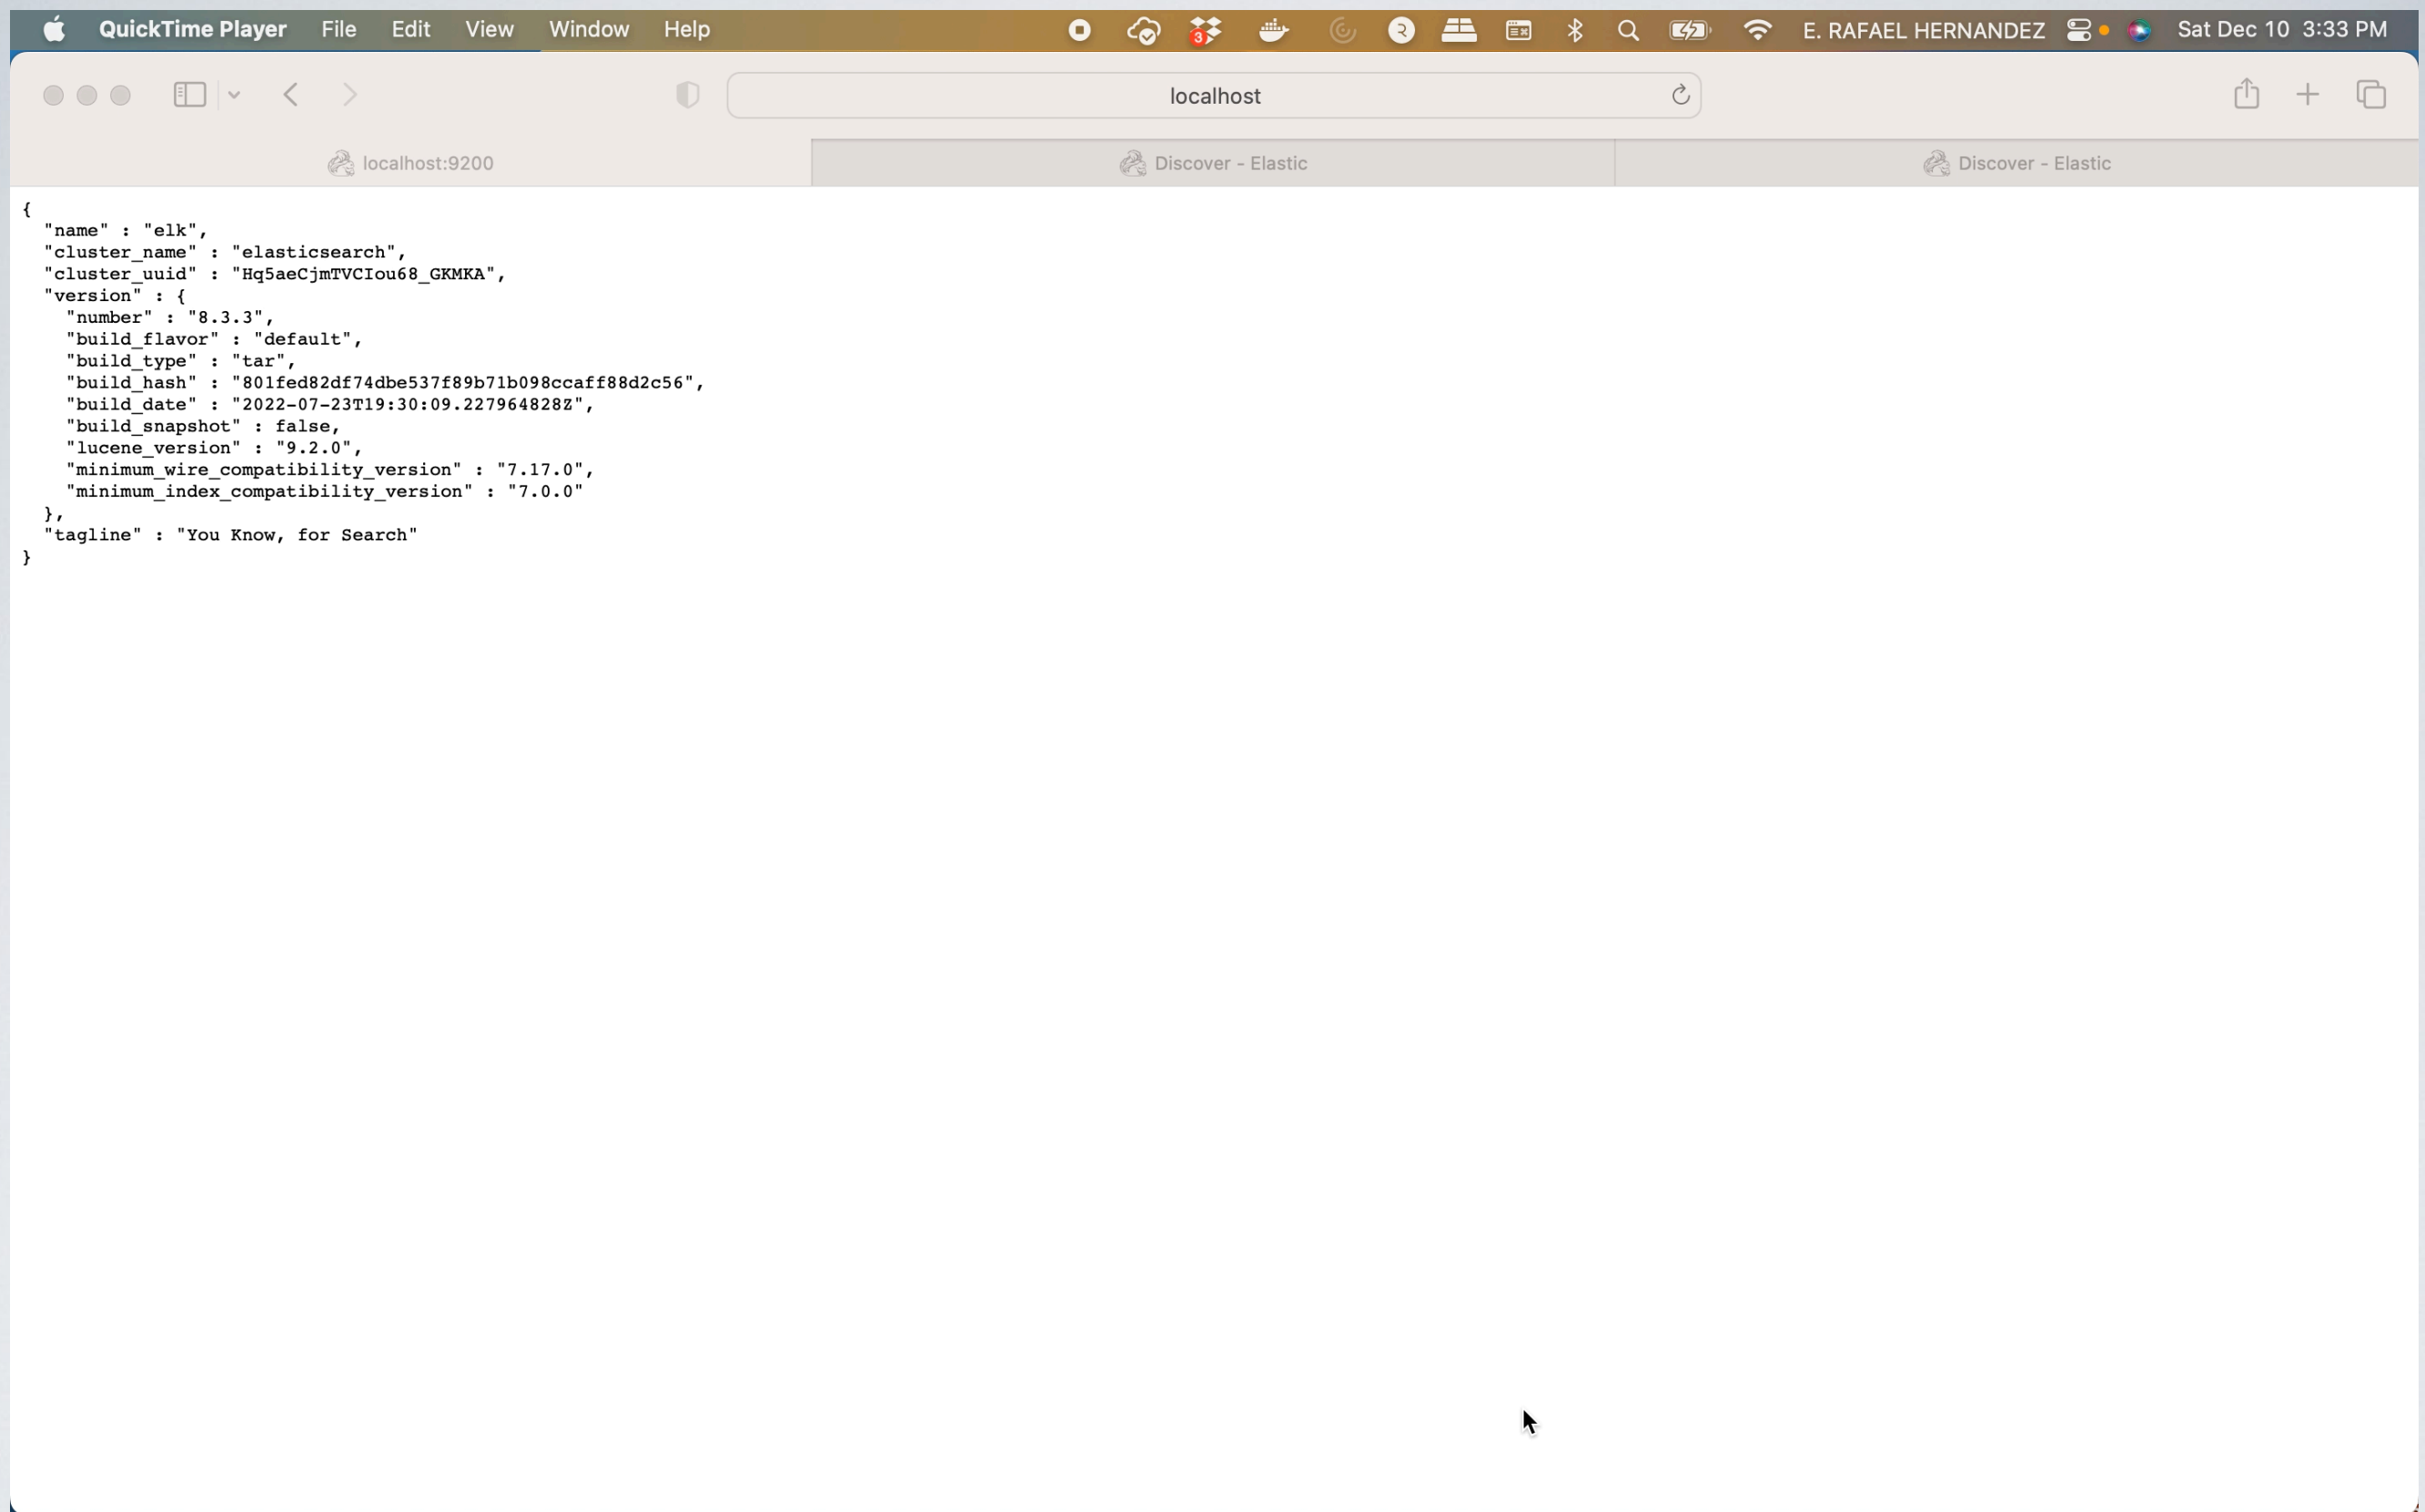 QuickTime Player File Edit View Window Help 3 E. RAFAEL HERNANDEZ Sat Dec 10 3:33 PM
localhost
localhost:9200 Discover - Elastic Discover - Elastic
{
"name" : "elk",
"cluster_name" : "elasticsearch",
"cluster_uuid" : "Hq5aeCjmTVCIou68_GKMKA",
"version" : {
"number" : "8.3.3",
"build_flavor" : "default",
"build_type" : "tar",
"build_hash" : "801fed82df74dbe537f89b71b098ccaff88d2c56",
"build_date" : "2022-07-23T19:30:09.227964828Z",
"build_snapshot" : false,
"lucene_version" : "9.2.0",
"minimum_wire_compatibility_version" : "7.17.0",
"minimum_index_compatibility_version" : "7.0.0"
},
"tagline" : "You Know, for Search"
}